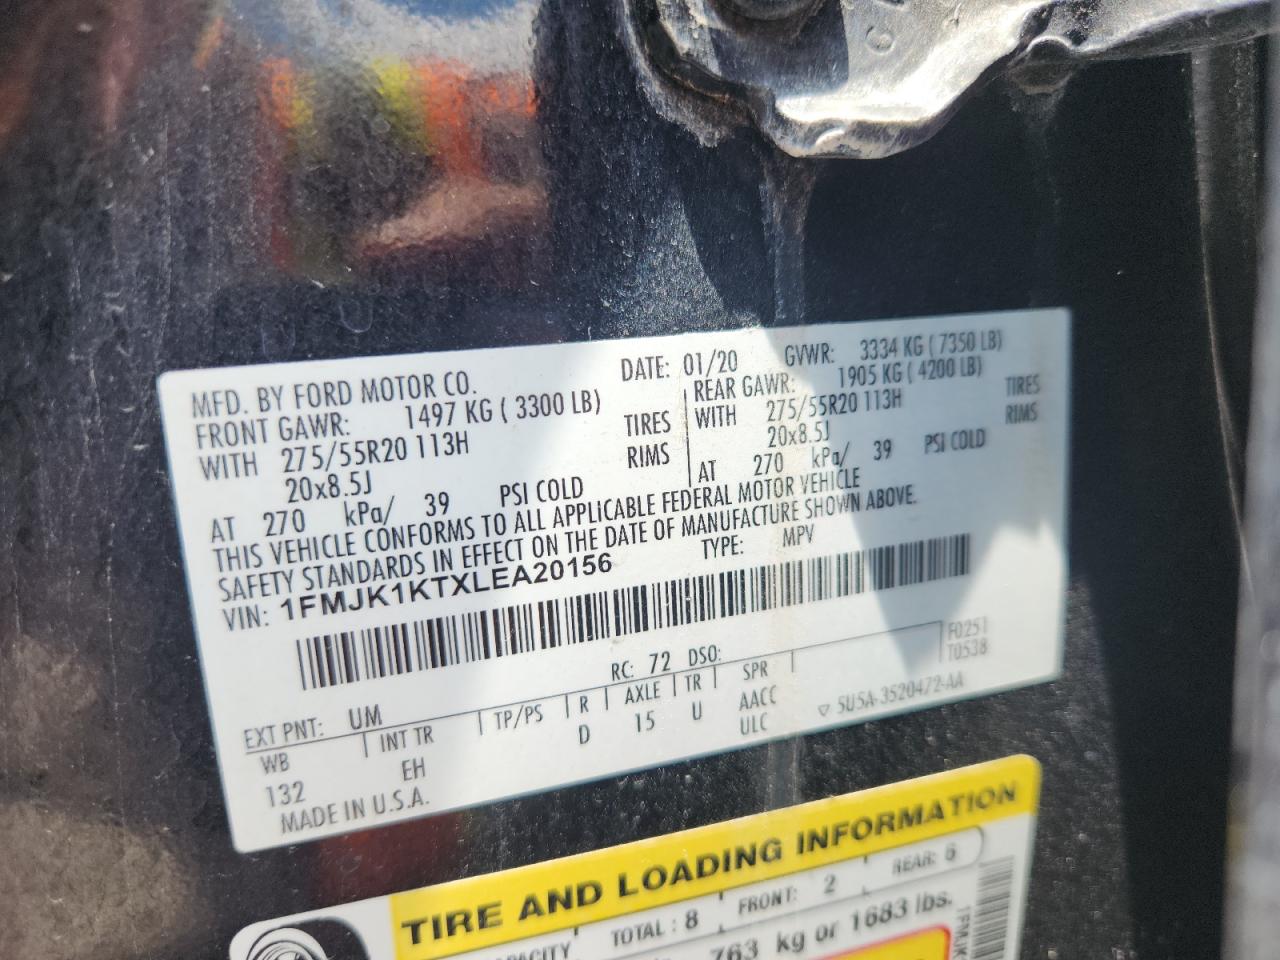 MFD. BY FORD MOTOR CO.
DATE: 01/20 GVWR: 3334 KG ( 7350 LB)
FRONT GAWR: 1497 KG ( 3300 LB)
WITH 275/55R20 113H TIRES
20x8.5J RIMS
AT 270 kPa/ 39 PSI COLD
REAR GAWR: 1905 KG ( 4200 LB)
WITH 275/55R20 113H TIRES
20x8.5J RIMS
AT 270 kPa/ 39 PSI COLD
THIS VEHICLE CONFORMS TO ALL APPLICABLE FEDERAL MOTOR VEHICLE
SAFETY STANDARDS IN EFFECT ON THE DATE OF MANUFACTURE SHOWN ABOVE.
VIN: 1FMJK1KTXLEA20156 TYPE: MPV
F0251
T0538
EXT PNT: UM RC: 72 DSO:
WB INT TR TP/PS R AXLE TR SPR
132 EH D 15 U AACC
ULC
▽ 5U5A-3520472-AA
MADE IN U.S.A.
TIRE AND LOADING INFORMATION
TOTAL : 8 FRONT: 2 REAR:
763 kg or 1683 lbs.